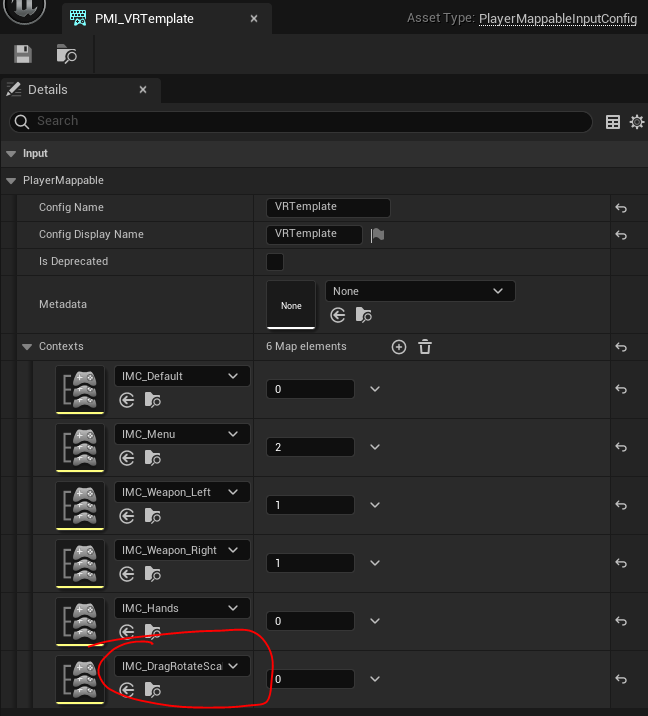 PMI_VRTemplate
Asset Type: PlayerMappableInputConfig
Details
Search
Input
PlayerMappable
Config Name VRTemplate
Config Display Name VRTemplate
Is Deprecated
Metadata None None
Contexts 6 Map elements
IMC_Default 0
IMC_Menu 2
IMC_Weapon_Left 1
IMC_Weapon_Right 1
IMC_Hands 0
IMC_DragRotateScal 0